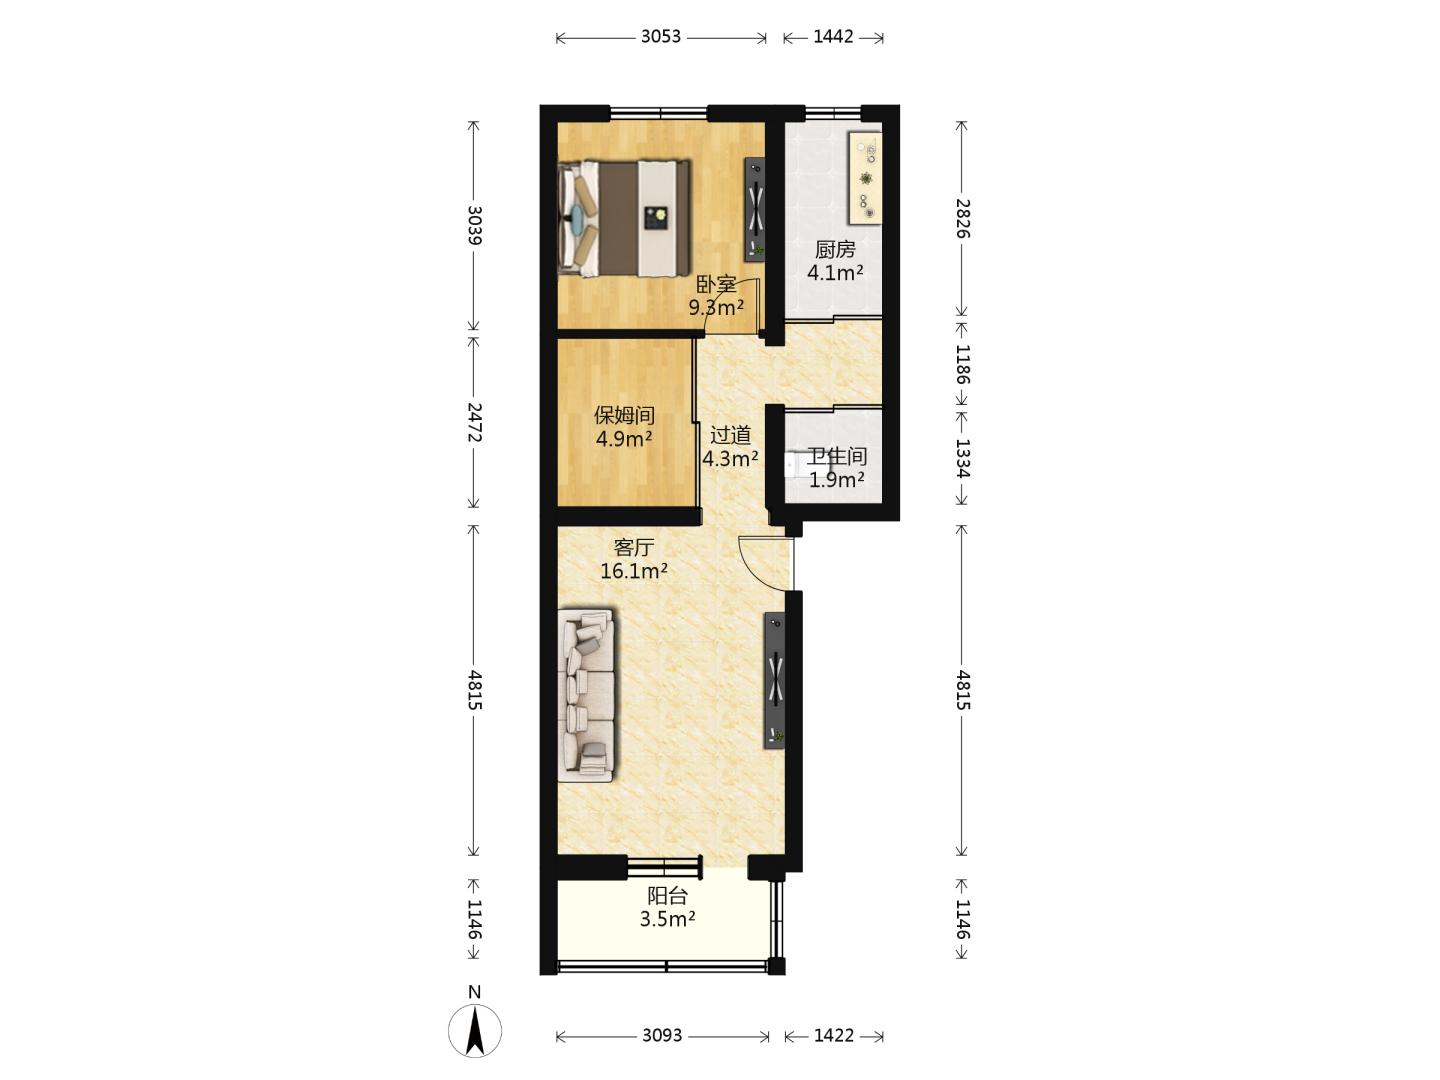 3053
1442
3039
2826
厨房
4.1m²
卧室
9.3m²
1186
2472
保姆间
4.9m²
过道
4.3m²
1334
卫生间
1.9m²
客厅
16.1m²
4815
4815
阳台
3.5m²
1146
1146
N
3093
1422